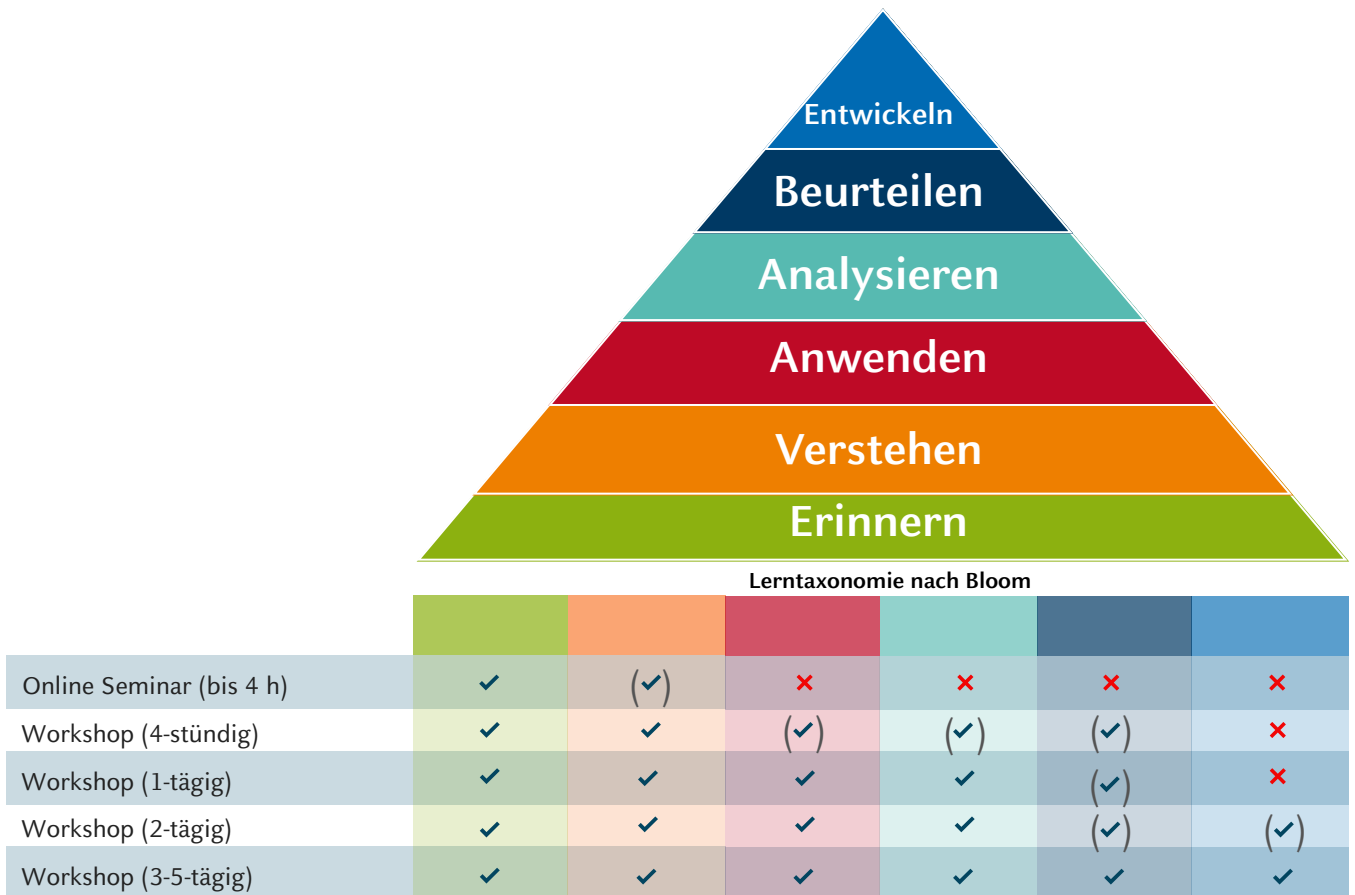 Entwickeln
Beurteilen
Analysieren
Anwenden
Verstehen
Erinnern
Lerntaxonomie nach Bloom
Online Seminar (bis 4 h) ✓ (✓) ✗ ✗ ✗ ✗
Workshop (4-stündig) ✓ ✓ (✓) (✓) (✓) ✗
Workshop (1-tägig) ✓ ✓ ✓ ✓ (✓) ✗
Workshop (2-tägig) ✓ ✓ ✓ ✓ (✓) (✓)
Workshop (3-5-tägig) ✓ ✓ ✓ ✓ ✓ ✓